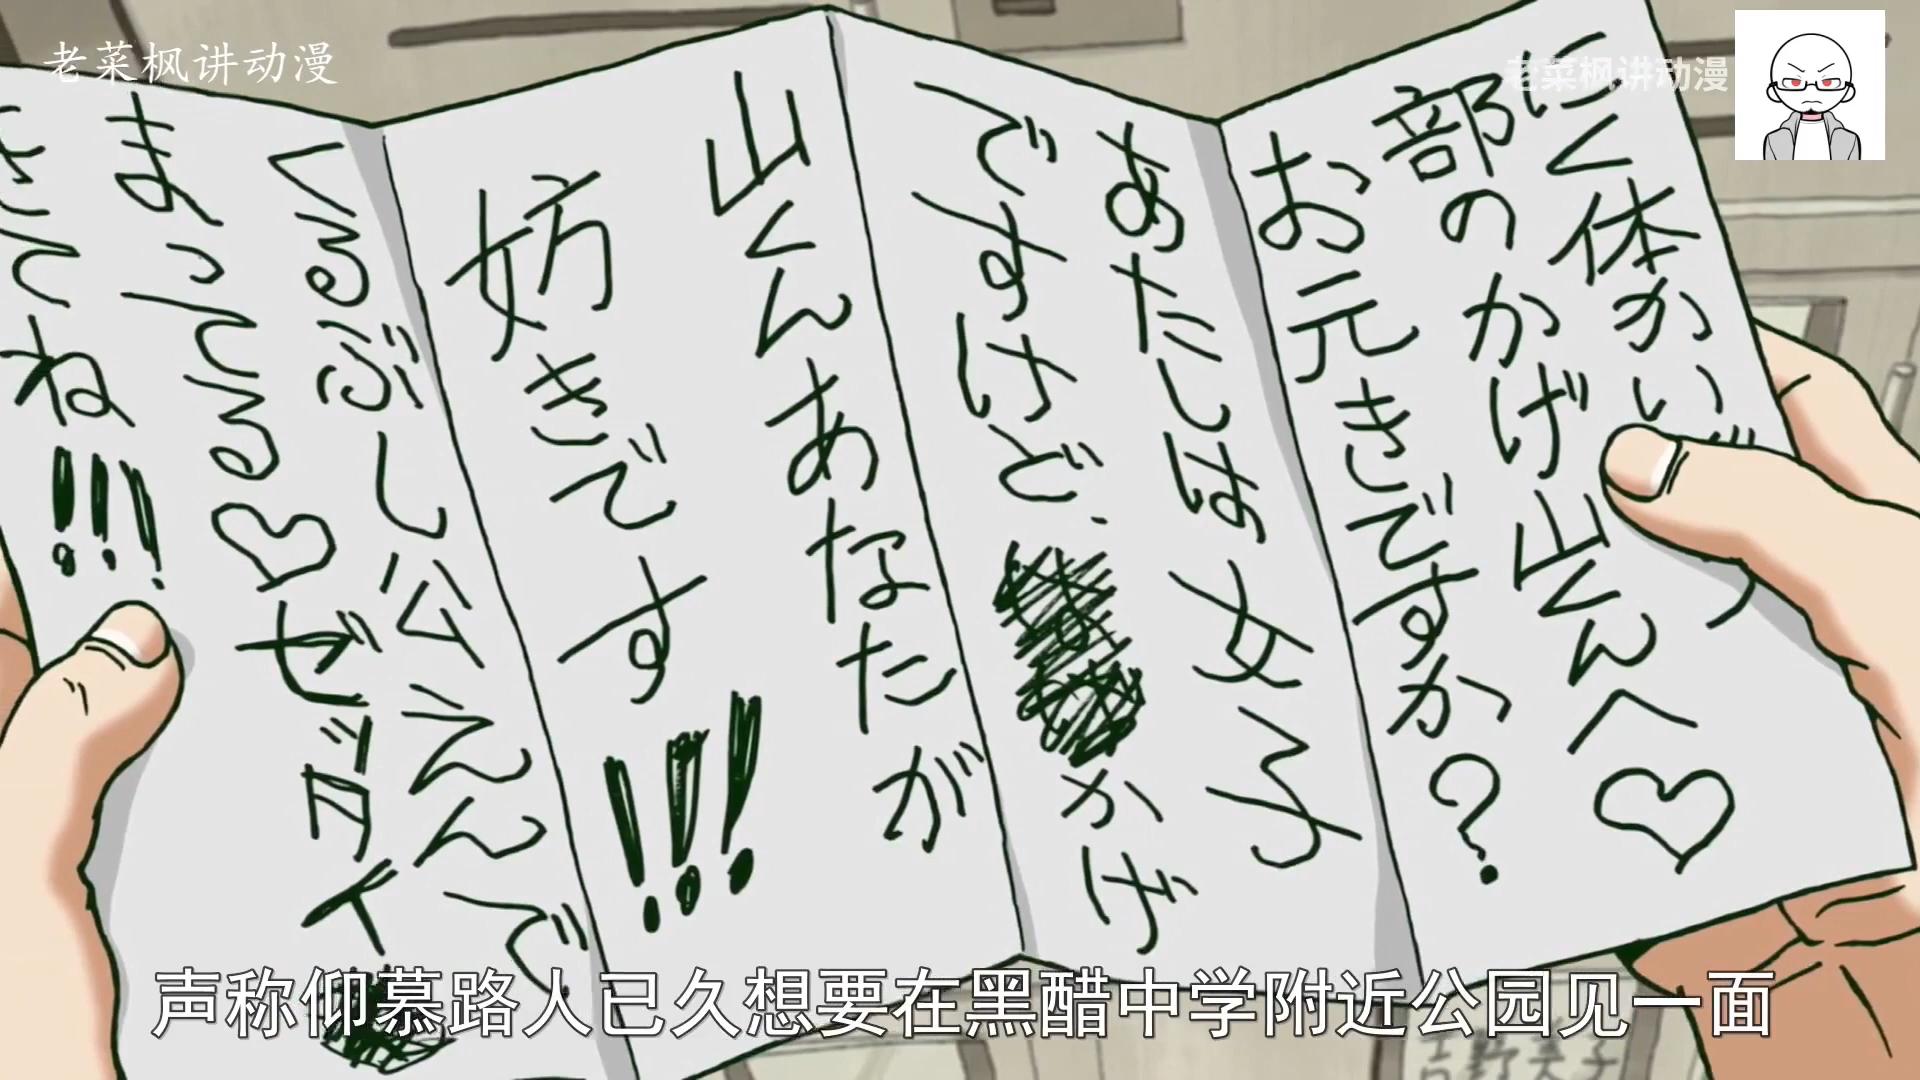 老菜枫讲动漫
老菜枫讲动漫
にく体かい
部のかげ山くんへ♡
お元きですか?
あたしは女子
ですけど、かげ
山くんあなたが
妨きです!!!
くるぶし公えんで
まってる♡ゼッタイ
きてね!!!
声称仰慕路人已久想要在黑醋中学附近公园见一面